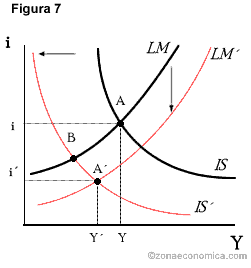 Figura 7
i
LM
LM´
A
i
B
A´
i´
IS
IS´
Y´
Y
Y
@zonaeconomica.com